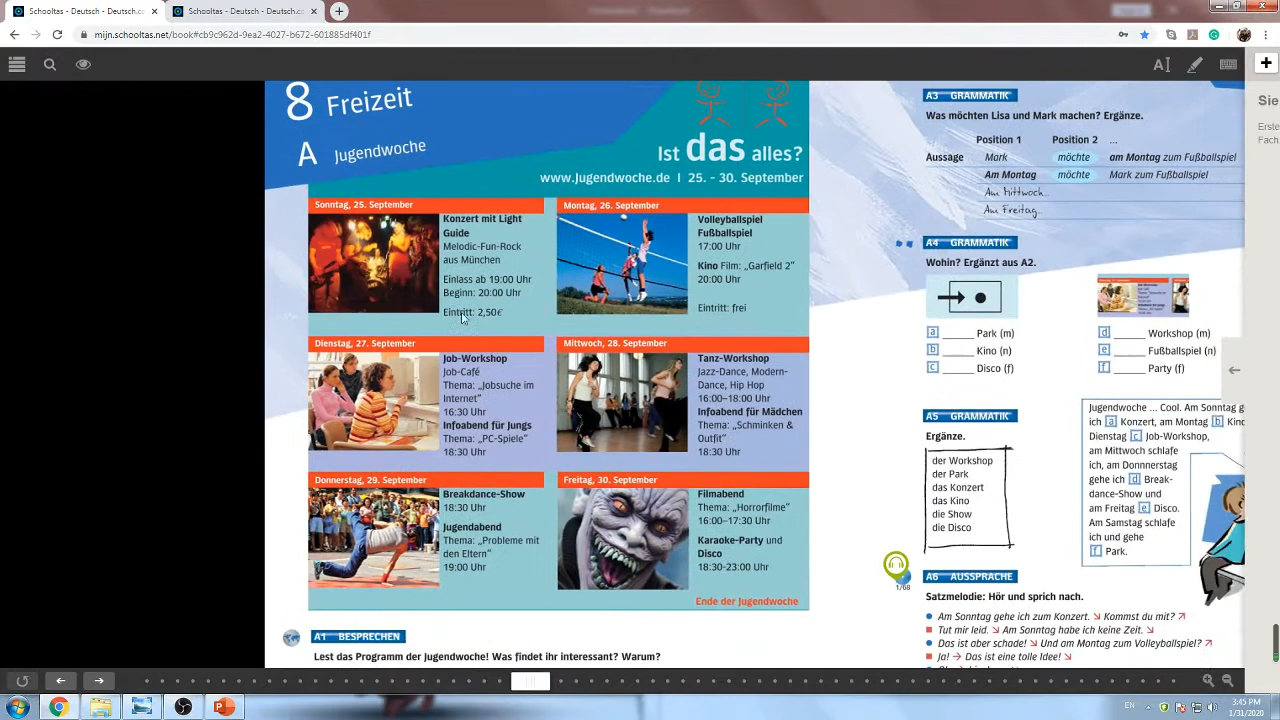 Schooltas - Deutsch - Deutsch.co
Schooltas - Deutsch - Deutsch.co
mijn.schooltas.net/book#cb9c962d-9ea2-4027-b672-601885df401f
8 Freizeit
A Jugendwoche
Ist das alles?
www.Jugendwoche.de I 25. - 30. September
Sonntag, 25. September
Konzert mit Light
Guide
Melodic-Fun-Rock
aus München
Einlass ab 19:00 Uhr
Beginn: 20:00 Uhr
Eintritt: 2,50€
Montag, 26. September
Volleyballspiel
Fußballspiel
17:00 Uhr
Kino Film: „Garfield 2"
20:00 Uhr
Eintritt: frei
Dienstag, 27. September
Job-Workshop
Job-Café
Thema: „Jobsuche im
Internet"
16:30 Uhr
Infoabend für Jungs
Thema: „PC-Spiele"
18:30 Uhr
Mittwoch, 28. September
Tanz-Workshop
Jazz-Dance, Modern-
Dance, Hip Hop
16:00–18:00 Uhr
Infoabend für Mädchen
Thema: „Schminken &
Outfit"
18:30 Uhr
Donnerstag, 29. September
Breakdance-Show
18:30 Uhr
Jugendabend
Thema: „Probleme mit
den Eltern"
19:00 Uhr
Freitag, 30. September
Filmabend
Thema: „Horrorfilme"
16:00–17:30 Uhr
Karaoke-Party und
Disco
18:30-23:00 Uhr
Ende der Jugendwoche
A1 BESPRECHEN
Lest das Programm der Jugendwoche! Was findet ihr interessant? Warum?
A3 GRAMMATIK
Was möchten Lisa und Mark machen? Ergänze.
Position 1 Position 2 ...
Aussage Mark möchte am Montag zum Fußballspiel
Am Montag möchte Mark zum Fußballspiel
Am Mittwoch
Am Freitag
A4 GRAMMATIK
Wohin? Ergänzt aus A2.
a ______ Park (m)
b ______ Kino (n)
c ______ Disco (f)
d ______ Workshop (m)
e ______ Fußballspiel (n)
f ______ Party (f)
A5 GRAMMATIK
Ergänze.
der Workshop
der Park
das Konzert
das Kino
die Show
die Disco
Jugendwoche ... Cool. Am Sonntag g
ich a Konzert, am Montag b Kino
Dienstag c Job-Workshop,
am Mittwoch schlafe
ich, am Donnnerstag
gehe ich d Break-
dance-Show und
am Freitag e Disco.
Am Samstag schlafe
ich und gehe
f Park.
1/68
A6 AUSSPRACHE
Satzmelodie: Hör und sprich nach.
Am Sonntag gehe ich zum Konzert. ↘ Kommst du mit? ↗
Tut mir leid. ↘ Am Sonntag habe ich keine Zeit. ↘
Das ist aber schade! ↘ Und am Montag zum Volleyballspiel? ↗
Ja! → Das ist eine tolle Idee! ↘
Sie
Erste
Fach,
EN
3:45 PM
1/31/2020